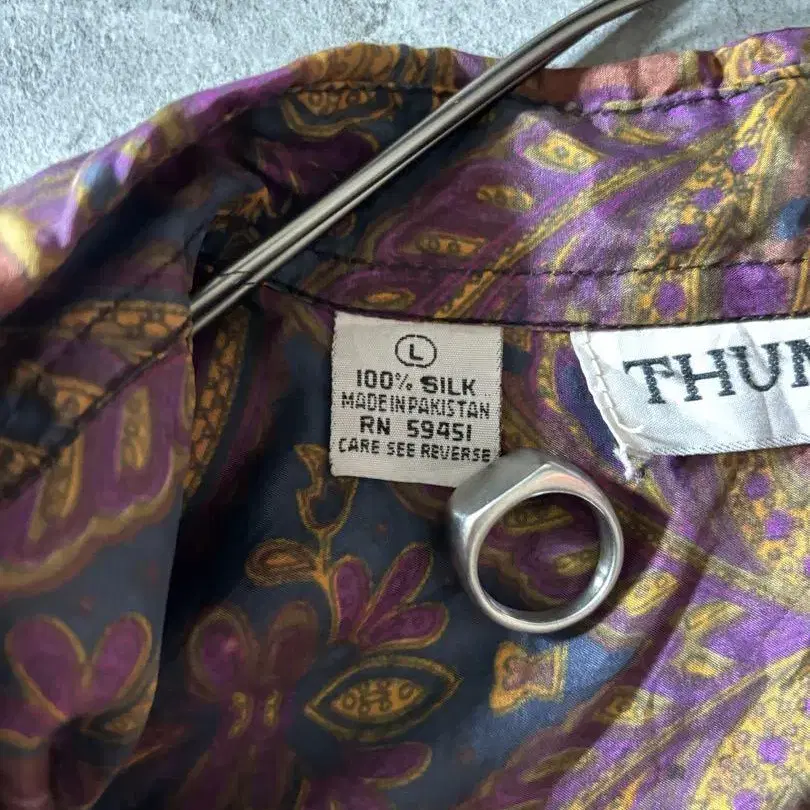 L
100% SILK
MADE IN PAKISTAN
RN 59451
CARE SEE REVERSE
THUM